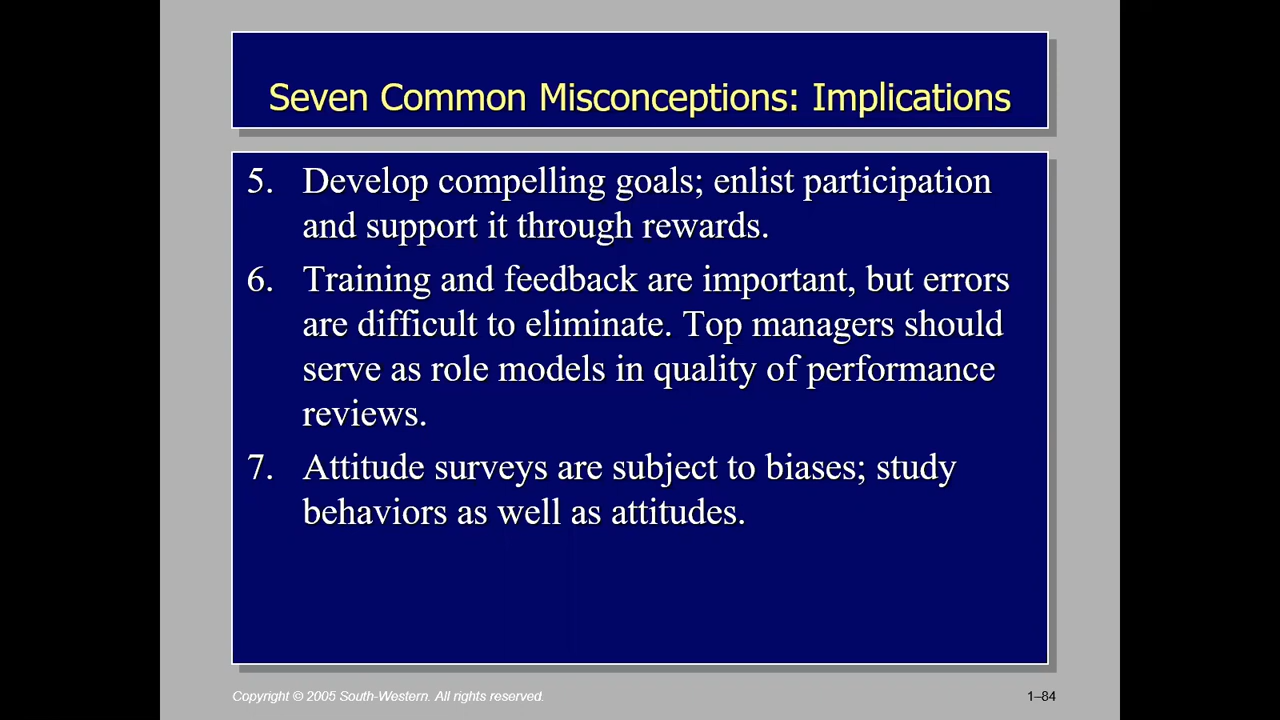 Seven Common Misconceptions: Implications
5. Develop compelling goals; enlist participation
and support it through rewards.
6. Training and feedback are important, but errors
are difficult to eliminate. Top managers should
serve as role models in quality of performance
reviews.
7. Attitude surveys are subject to biases; study
behaviors as well as attitudes.
Copyright © 2005 South-Western. All rights reserved.
1–84